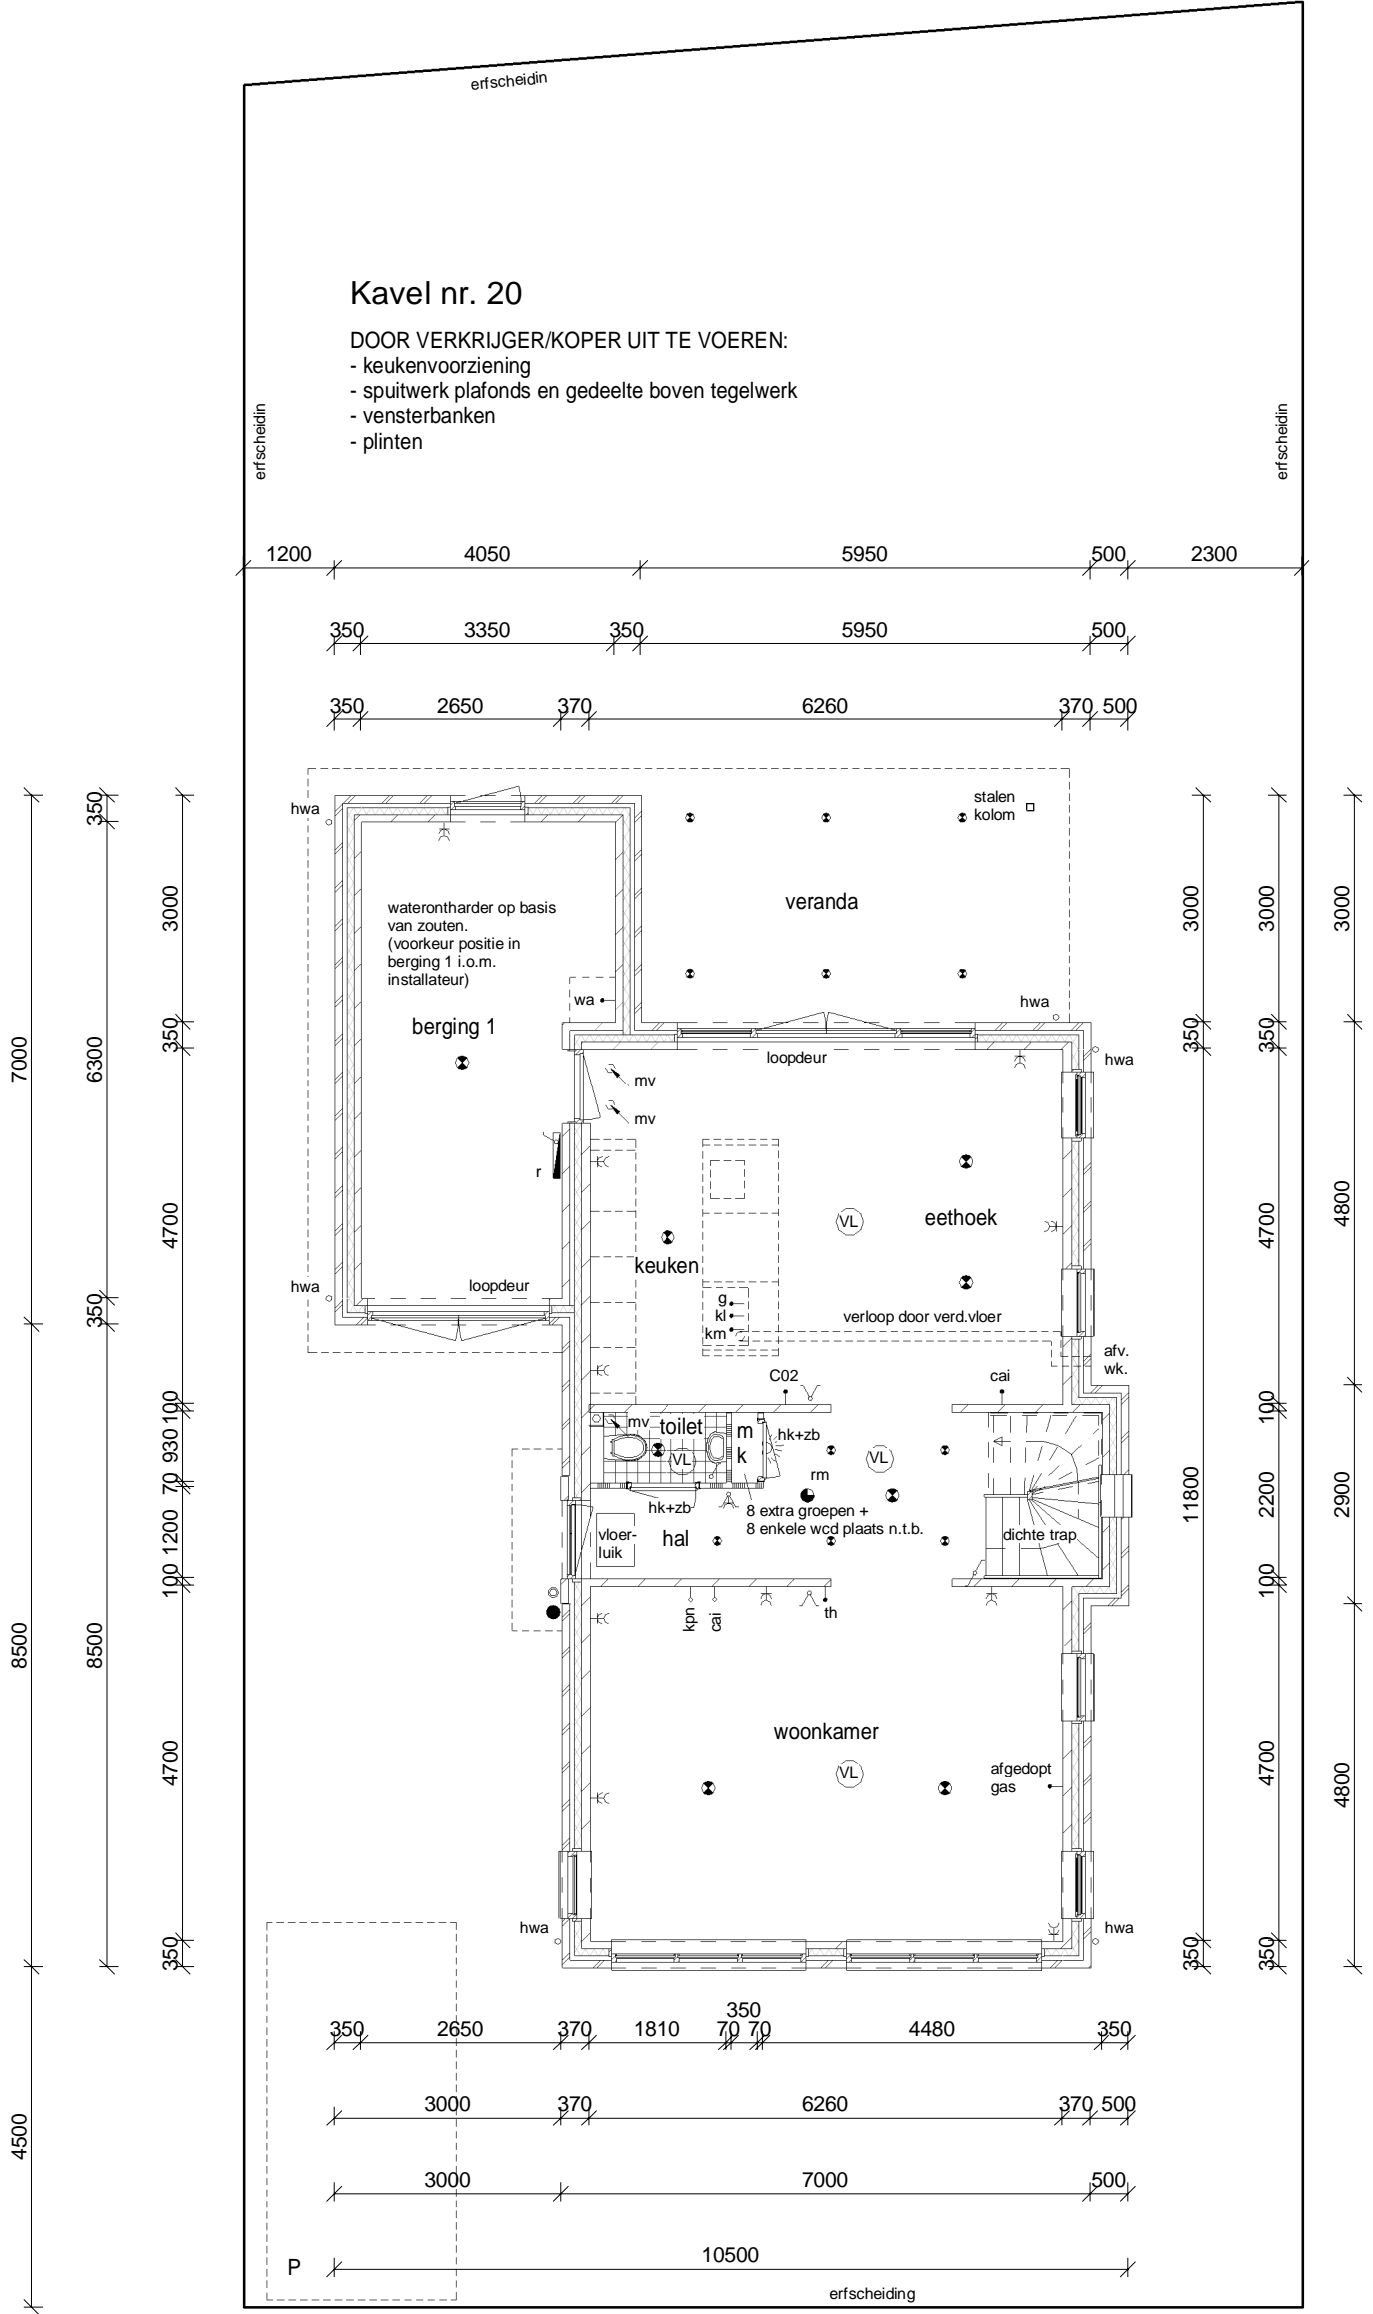 erfscheidin
Kavel nr. 20
DOOR VERKRIJGER/KOPER UIT TE VOEREN:
- keukenvoorziening
- spuitwerk plafonds en gedeelte boven tegelwerk
- vensterbanken
- plinten
erfscheidin
erfscheidin
1200 4050 5950 500 2300
350 3350 350 5950 500
350 2650 370 6260 370 500
hwa
stalen
kolom
veranda
waterontharder op basis
van zouten.
(voorkeur positie in
berging 1 i.o.m.
installateur)
wa
hwa
berging 1
loopdeur
hwa
mv
mv
r
eethoek
VL
keuken
hwa
loopdeur
g
kl
km
verloop door verd.vloer
afv.
wk.
C02
cai
mv
toilet
VL
m
k
hk+zb
VL
rm
hk+zb
8 extra groepen +
8 enkele wcd plaats n.t.b.
vloer-
luik
hal
dichte trap
kpn
cai
th
woonkamer
VL
afgedopt
gas
hwa
hwa
7000
8500
4500
350
6300
350
8500
3000
350
4700
100
930
70
1200
100
4700
350
3000
350
11800
350
3000
350
4700
100
2200
100
4700
350
3000
4800
2900
4800
350
350 2650 370 1810 70 70 4480 350
3000 370 6260 370 500
3000 7000 500
10500
P
erfscheiding